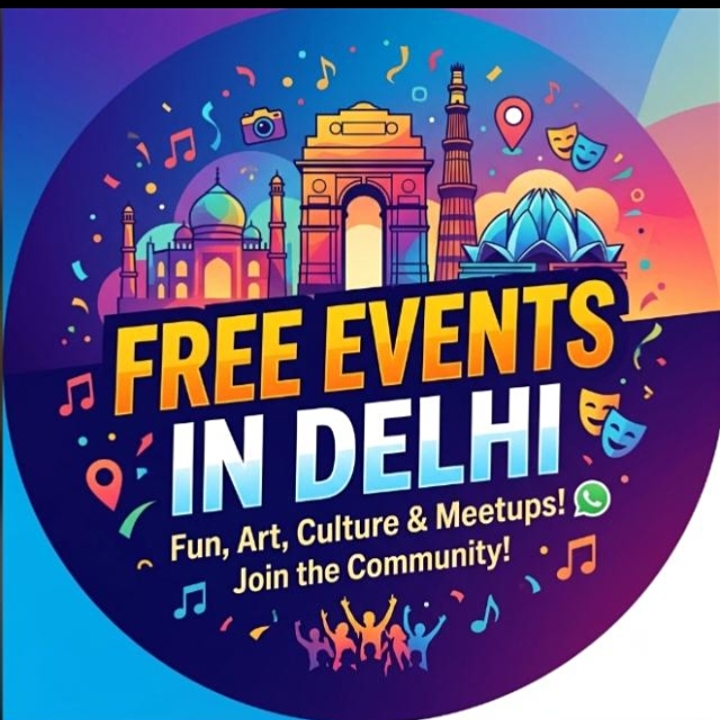 FREE EVENTS
IN DELHI
Fun, Art, Culture & Meetups!
Join the Community!